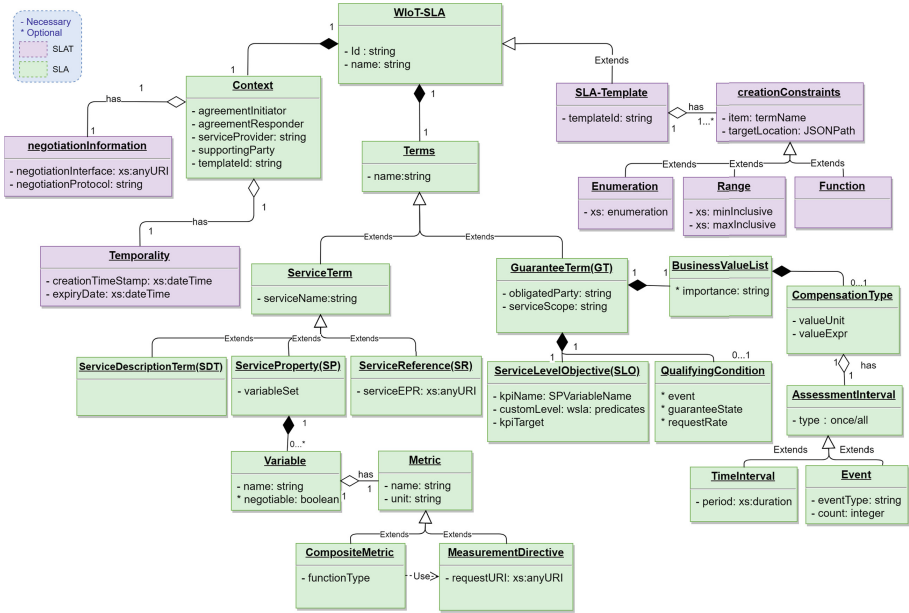 - Necessary
* Optional
SLAT
SLA
WIoT-SLA
- Id : string
- name: string
1
1
1
1
Extends
Context
- agreementInitiator
- agreementResponder
- serviceProvider: string
- supportingParty
- templateId: string
1
has
1
negotiationInformation
- negotiationInterface: xs:anyURI
- negotiationProtocol: string
1
has
1
Temporality
- creationTimeStamp: xs:dateTime
- expiryDate: xs:dateTime
Terms
- name:string
SLA-Template
- templateId: string
has
1
1...*
creationConstraints
- item: termName
- targetLocation: JSONPath
Extends
Extends
Extends
Enumeration
- xs: enumeration
Range
- xs: minInclusive
- xs: maxInclusive
Function
Extends
Extends
ServiceTerm
- serviceName:string
GuaranteeTerm(GT)
- obligatedParty: string
- serviceScope: string
1
1
BusinessValueList
* importance: string
0...1
CompensationType
- valueUnit
- valueExpr
Extends
Extends
Extends
ServiceDescriptionTerm(SDT)
ServiceProperty(SP)
- variableSet
ServiceReference(SR)
- serviceEPR: xs:anyURI
1
1
0...1
ServiceLevelObjective(SLO)
- kpiName: SPVariableName
- customLevel: wsla: predicates
- kpiTarget
QualifyingCondition
* event
* guaranteeState
* requestRate
has
1
1
AssessmentInterval
- type : once/all
Extends
Extends
TimeInterval
- period: xs:duration
Event
- eventType: string
- count: integer
1
0...*
Variable
- name: string
* negotiable: boolean
has
1
1
Metric
- name: string
- unit: string
Extends
Extends
CompositeMetric
- functionType
Use
MeasurementDirective
- requestURI: xs:anyURI